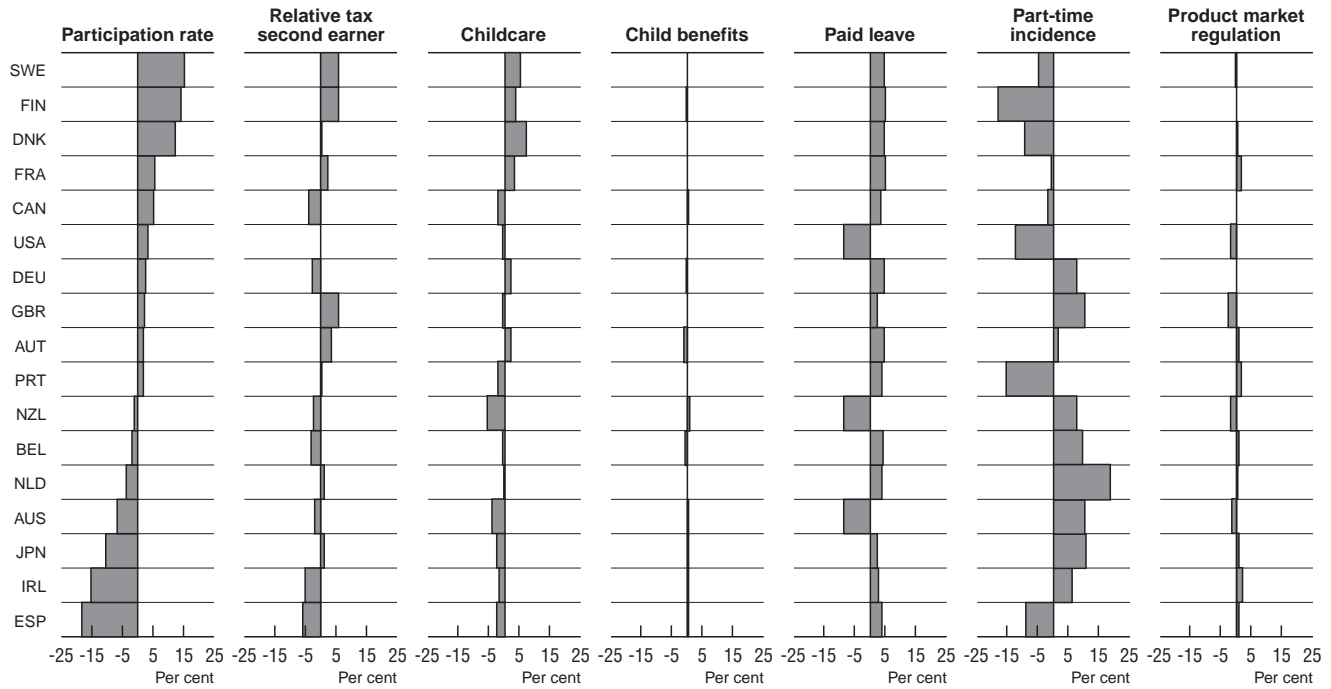 Participation rate
Relative tax
second earner
Childcare
Child benefits
Paid leave
Part-time
incidence
Product market
regulation
SWE
FIN
DNK
FRA
CAN
USA
DEU
GBR
AUT
PRT
NZL
BEL
NLD
AUS
JPN
IRL
ESP
-25 -15 -5 5 15 25 -25 -15 -5 5 15 25 -25 -15 -5 5 15 25 -25 -15 -5 5 15 25 -25 -15 -5 5 15 25 -25 -15 -5 5 15 25 -25 -15 -5 5 15 25
Per cent Per cent Per cent Per cent Per cent Per cent Per cent